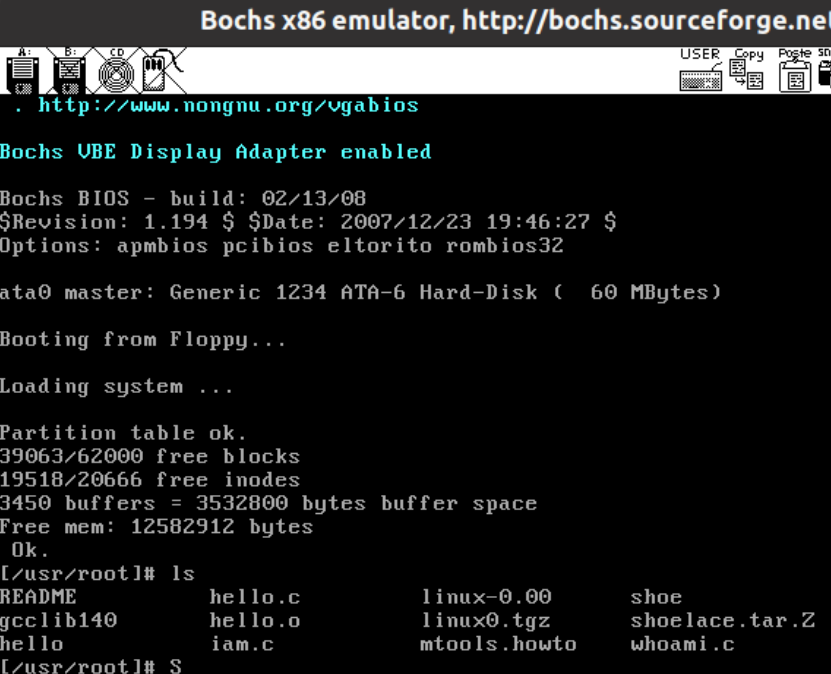 Bochs x86 emulator, http://bochs.sourceforge.net
A: B: CD USER Copy Paste
. http://www.nongnu.org/vgabios
Bochs VBE Display Adapter enabled
Bochs BIOS - build: 02/13/08
$Revision: 1.194 $ $Date: 2007/12/23 19:46:27 $
Options: apmbios pcibios eltorito rombios32
ata0 master: Generic 1234 ATA-6 Hard-Disk (  60 MBytes)
Booting from Floppy...
Loading system ...
Partition table ok.
39063/62000 free blocks
19518/20666 free inodes
3450 buffers = 3532800 bytes buffer space
Free mem: 12582912 bytes
Ok.
[/usr/root]# ls
README hello.c linux-0.00 shoe
gcclib140 hello.o linux0.tgz shoelace.tar.Z
hello iam.c mtools.howto whoami.c
[/usr/root]# S